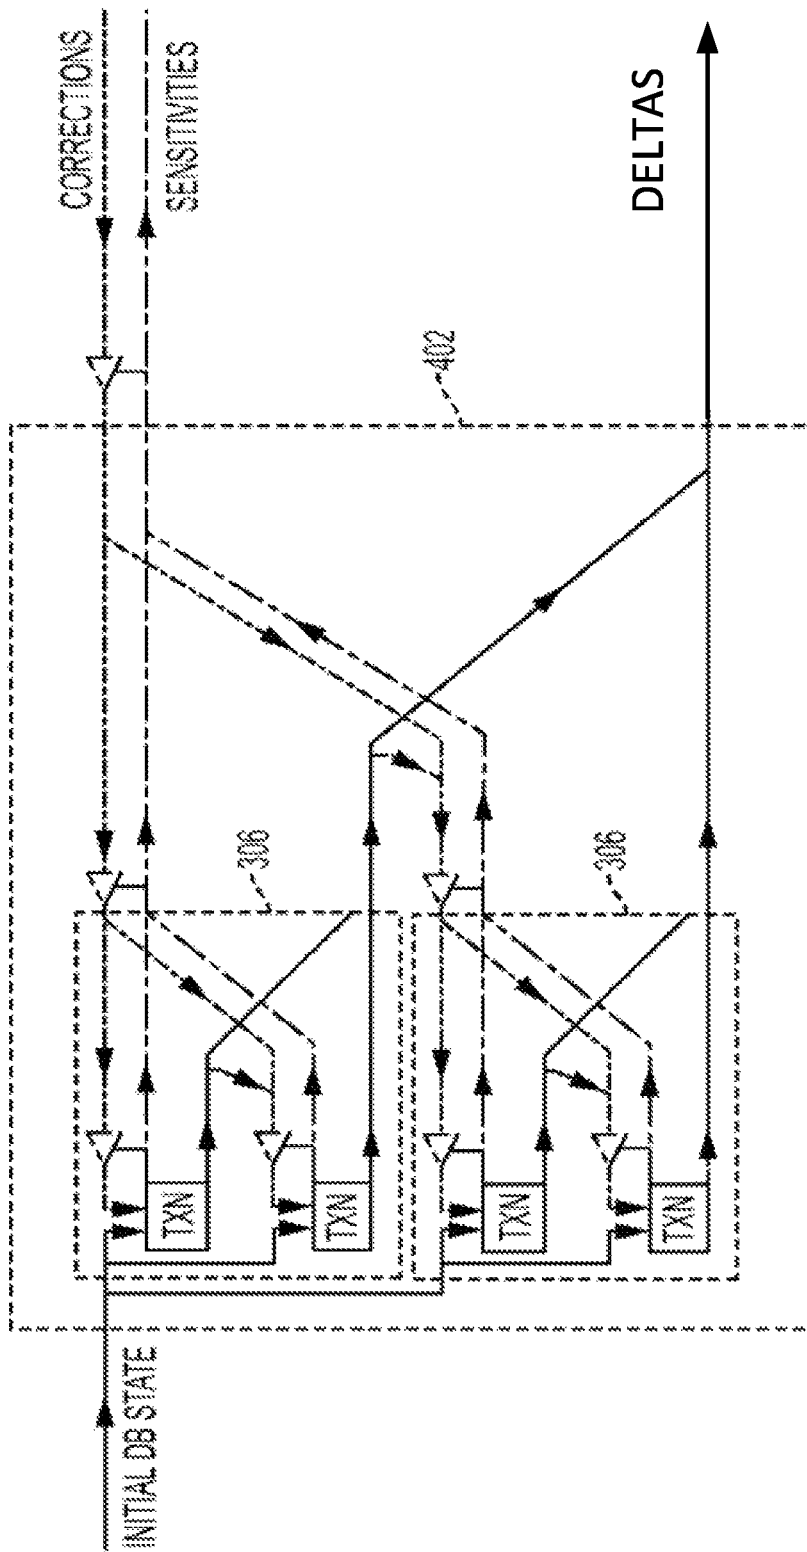 CORRECTIONS
SENSITIVITIES
DELTAS
402
306
306
TXN
TXN
TXN
TXN
INITIAL DB STATE